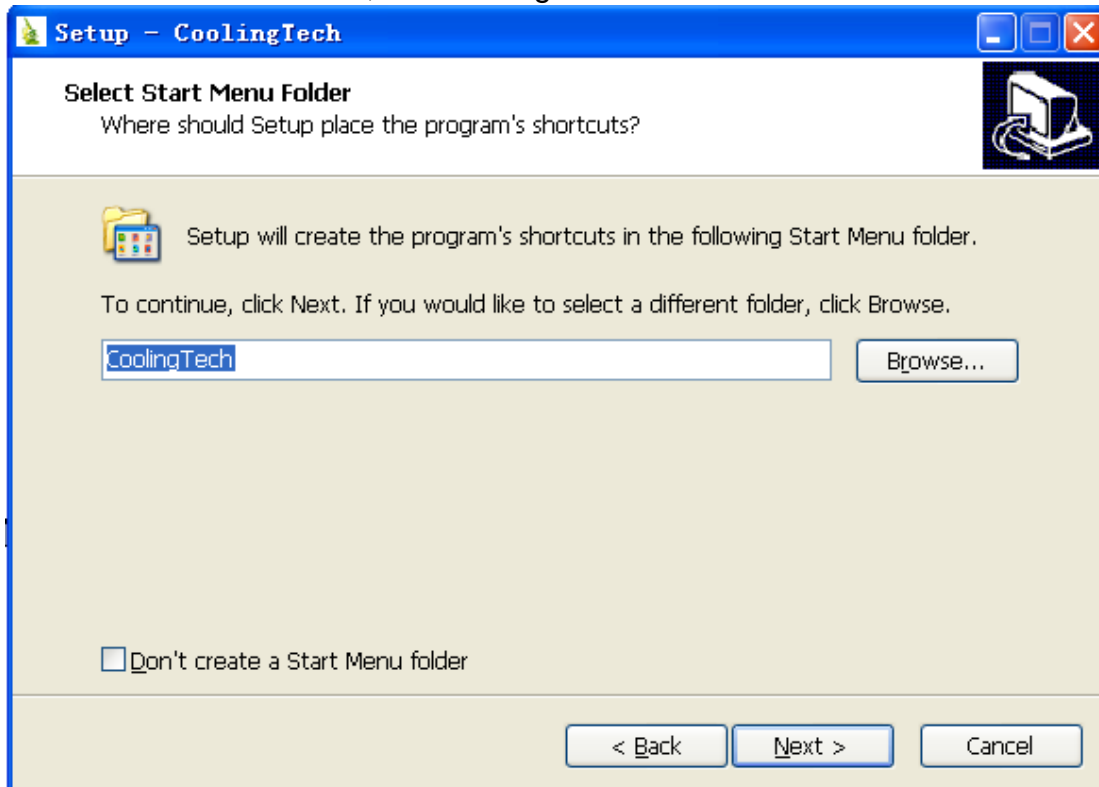 Setup - CoolingTech
Select Start Menu Folder
Where should Setup place the program's shortcuts?
Setup will create the program's shortcuts in the following Start Menu folder.
To continue, click Next. If you would like to select a different folder, click Browse.
CoolingTech
Browse...
Don't create a Start Menu folder
< Back
Next >
Cancel